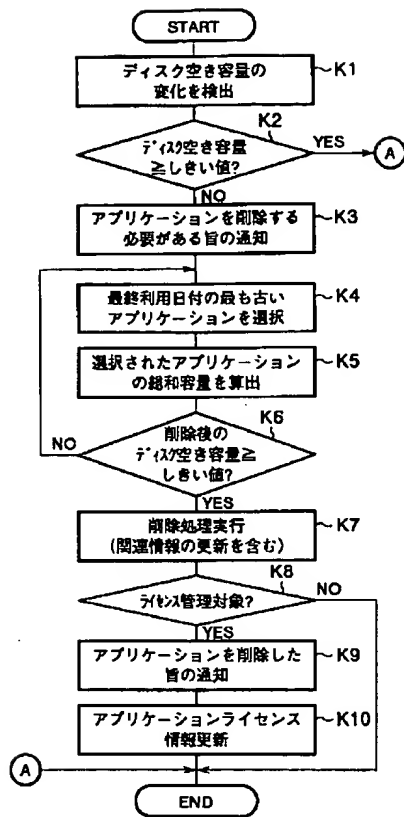 START
ディスク空き容量の
変化を検出
K1
K2
ディスク空き容量
≧しきい値?
YES
A
NO
アプリケーションを削除する
必要がある旨の通知
K3
最終利用日付の最も古い
アプリケーションを選択
K4
選択されたアプリケーション
の総和容量を算出
K5
K6
削除後の
ディスク空き容量≧
しきい値?
NO
YES
削除処理実行
(関連情報の更新を含む)
K7
K8
ライセンス管理対象?
NO
YES
アプリケーションを削除した
旨の通知
K9
アプリケーションライセンス
情報更新
K10
A
END